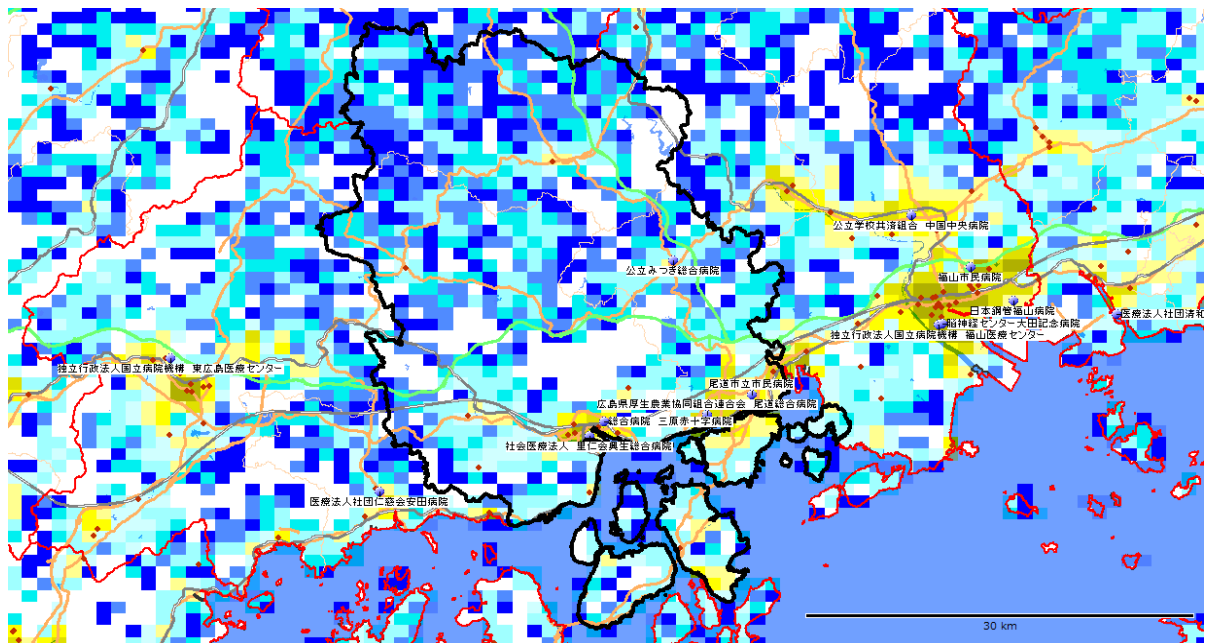 公立学校共済組合 中国中央病院
公立みつぎ総合病院
福山市民病院
日本鋼管福山病院
医療法人社団清和
脳神経センター大田記念病院
独立行政法人国立病院機構 福山医療センター
独立行政法人国立病院機構 東広島医療センター
尾道市立市民病院
広島県厚生農業協同組合連合会 尾道総合病院
総合病院 三原赤十字病院
社会医療法人 里仁会興生総合病院
医療法人社団仁慈会安田病院
30 km